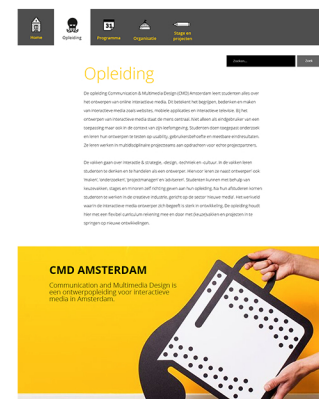 Home
Opleiding
Programma
Organisatie
Stage en
projecten
Zoeken...
Zoek
Opleiding
De opleiding Communication & Multimedia Design (CMD) Amsterdam leert studenten alles over
het ontwerpen van online interactieve media. Dit betekent het begrijpen, bedenken en maken
van interactieve media zoals websites, mobiele applicaties en interactieve televisie. Bij het
ontwerpen van interactieve media staat de mens centraal. Niet alleen als eindgebruiker van een
toepassing maar ook in de context van zijn leefomgeving. Studenten doen toegepast onderzoek
en leren hun ontwerpen te testen op usability, gebruikersbehoefte en meetbare eindresultaten.
Ze leren werken in multidisciplinaire projectteams aan opdrachten voor echte projectpartners.
De vakken gaan over interactie & strategie, design, techniek en cultuur. In de vakken leren
studenten te denken en te handelen als een ontwerper. Hiervoor leren ze naast ontwerpen ook
'maken', 'onderzoeken', 'projectmanagen' en 'adviseren'. Studenten kunnen met behulp van
keuzevakken, stages en minoren zelf richting geven aan hun opleiding. Na hun afstuderen komen
studenten te werken in de creatieve industrie, gericht op de sector 'nieuwe media'. Het werkveld
waarin de interactieve media ontwerper zich begeeft is sterk in ontwikkeling. De opleiding houdt
hier met een flexibel curriculum rekening mee en door met keuzevakken en projecten in te
springen op nieuwe ontwikkelingen.
CMD AMSTERDAM
Communication and Multimedia Design is
een ontwerpopleiding voor interactieve
media in Amsterdam.